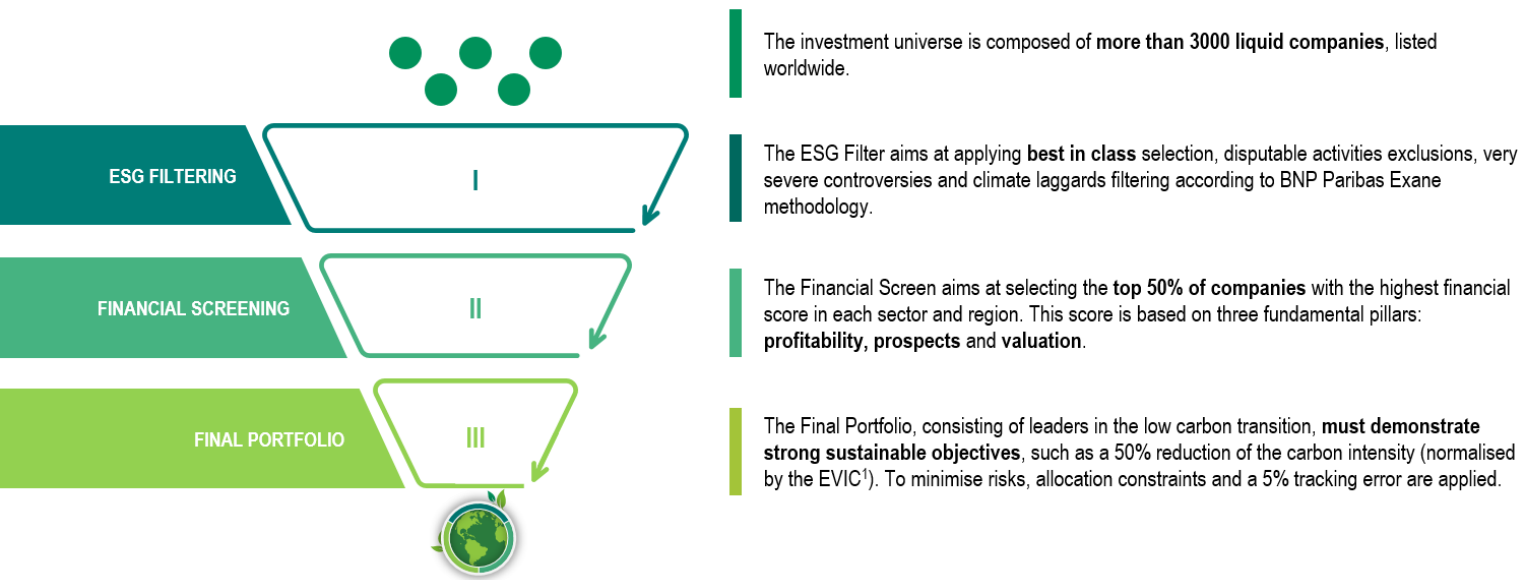 The investment universe is composed of more than 3000 liquid companies, listed
worldwide.
ESG FILTERING
I
The ESG Filter aims at applying best in class selection, disputable activities exclusions, very
severe controversies and climate laggards filtering according to BNP Paribas Exane
methodology.
FINANCIAL SCREENING
II
The Financial Screen aims at selecting the top 50% of companies with the highest financial
score in each sector and region. This score is based on three fundamental pillars:
profitability, prospects and valuation.
FINAL PORTFOLIO
III
The Final Portfolio, consisting of leaders in the low carbon transition, must demonstrate
strong sustainable objectives, such as a 50% reduction of the carbon intensity (normalised
by the EVIC¹). To minimise risks, allocation constraints and a 5% tracking error are applied.